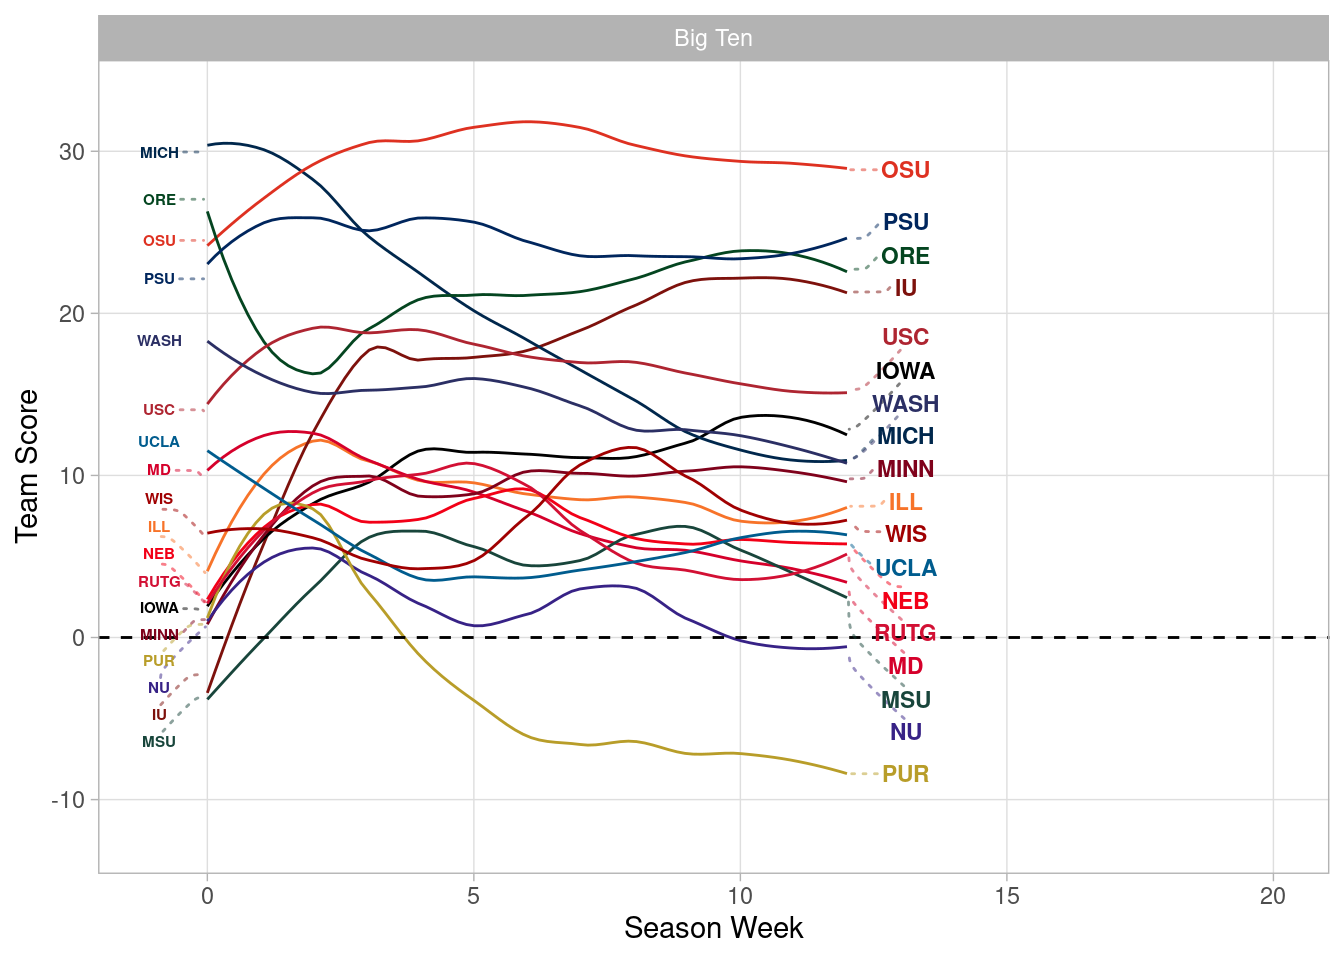 Big Ten
Team Score
30
20
10
0
-10
MICH
ORE
OSU
PSU
WASH
USC
UCLA
MD
WIS
ILL
NEB
RUTG
IOWA
MINN
PUR
NU
IU
MSU
OSU
PSU
ORE
IU
USC
IOWA
WASH
MICH
MINN
ILL
WIS
UCLA
NEB
RUTG
MD
MSU
NU
PUR
0 5 10 15 20
Season Week